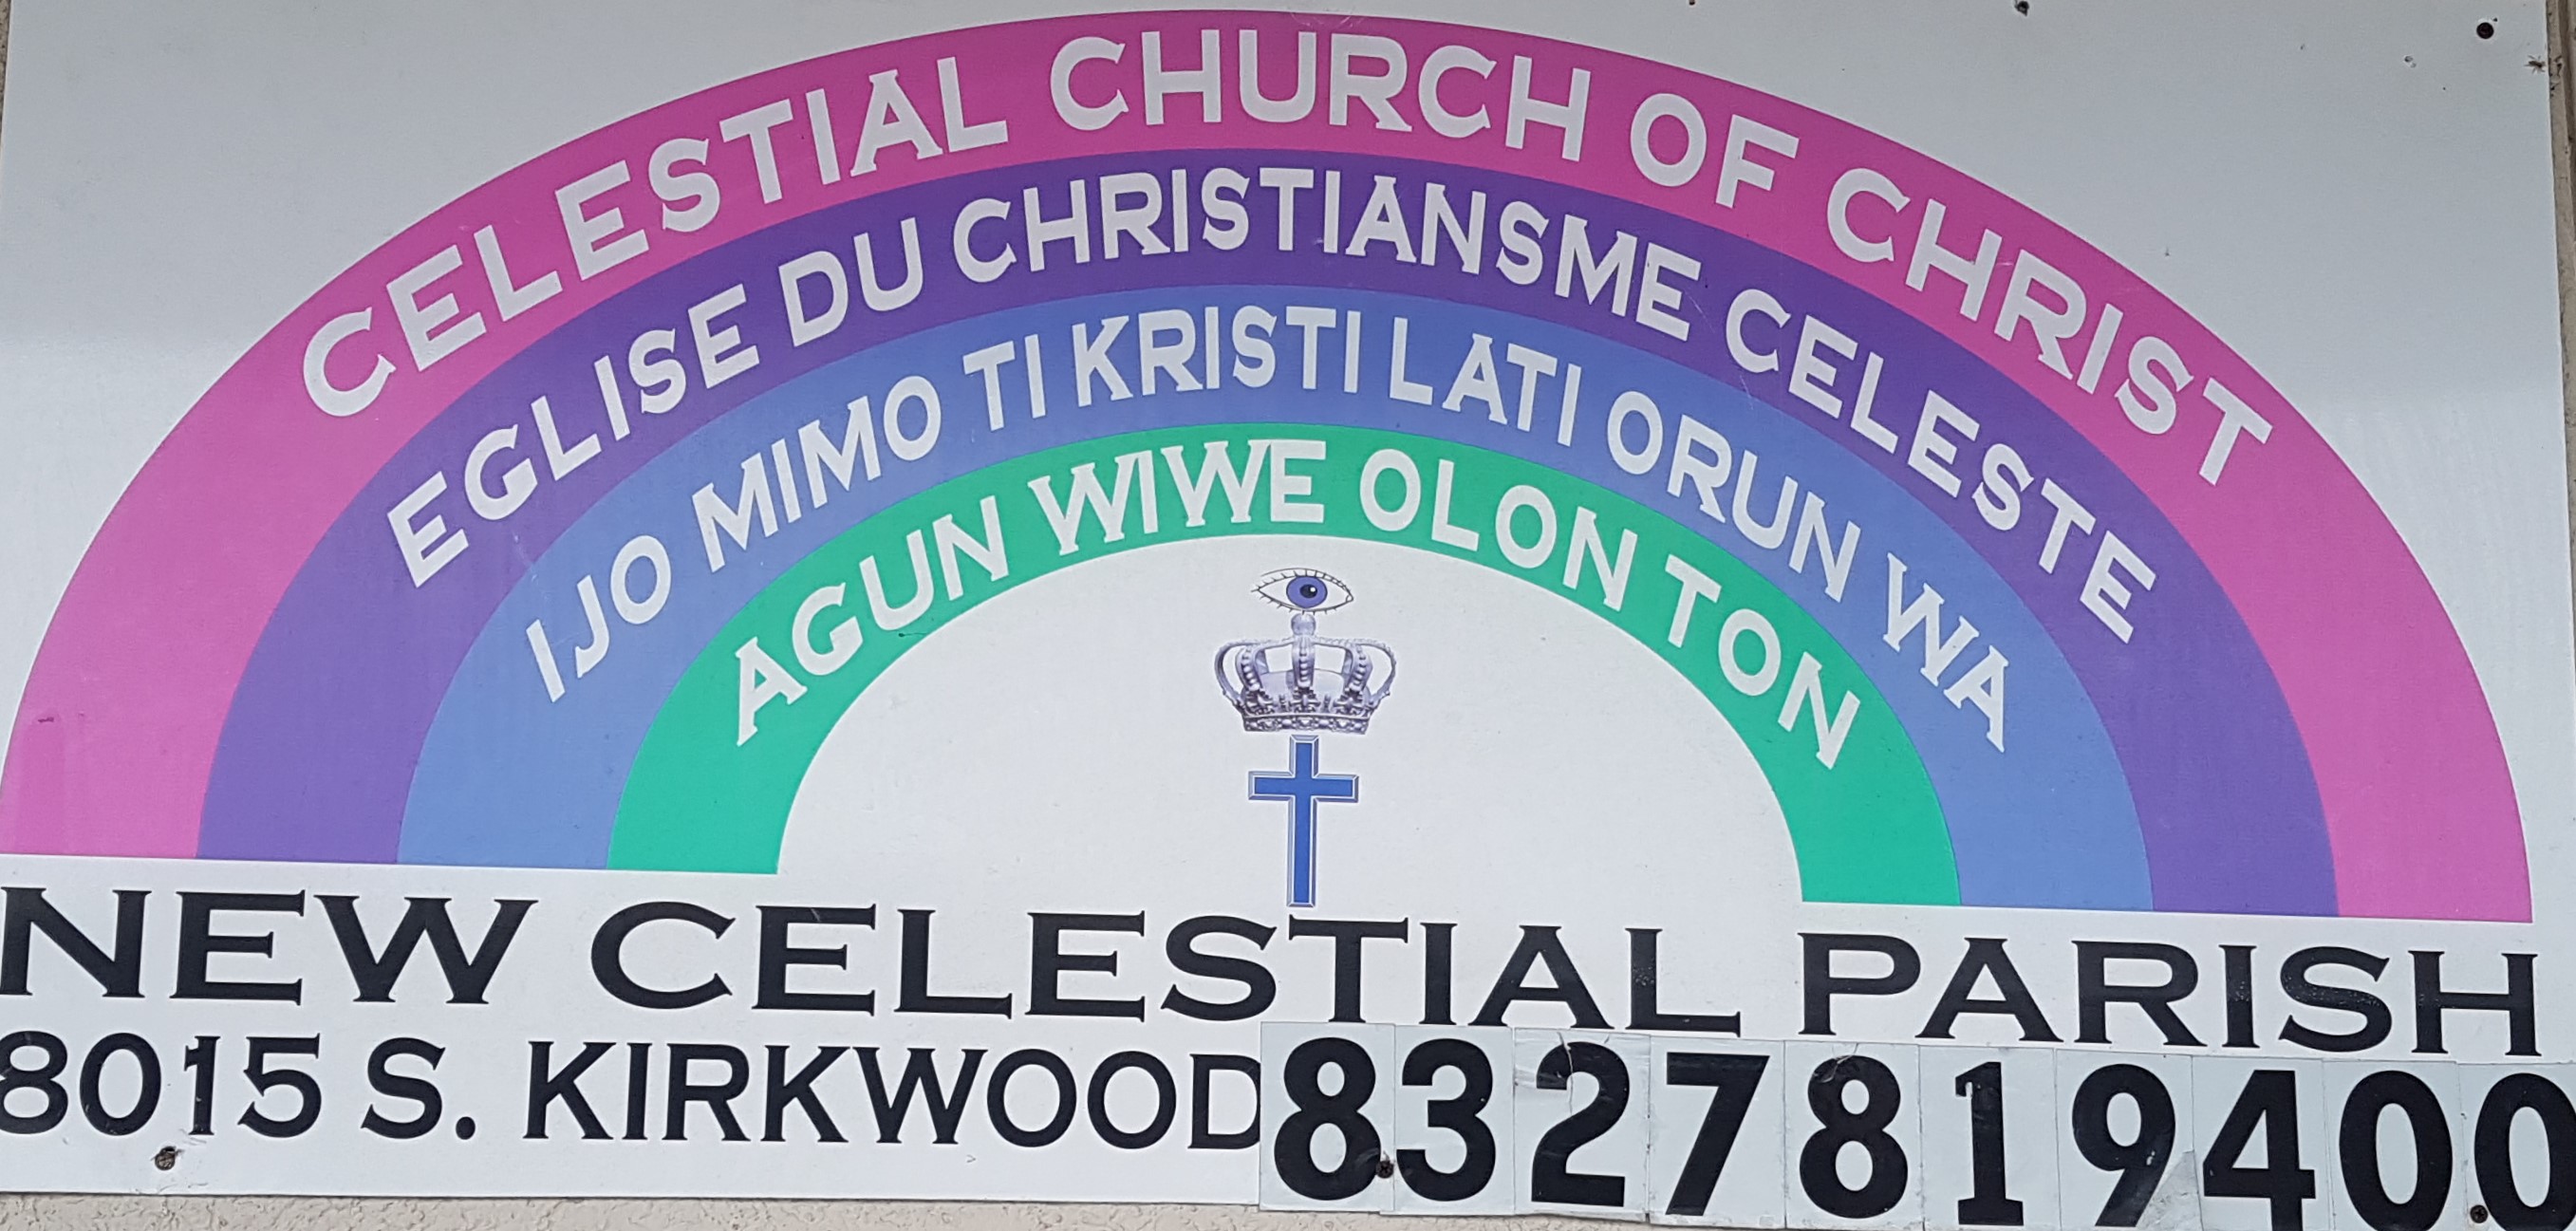 CELESTIAL CHURCH OF CHRIST
EGLISE DU CHRISTIANSME CELESTE
IJO MIMO TI KRISTI LATI ORUN WA
AGUN WIWE OLON TON
NEW CELESTIAL PARISH
8015 S. KIRKWOOD 8327819400